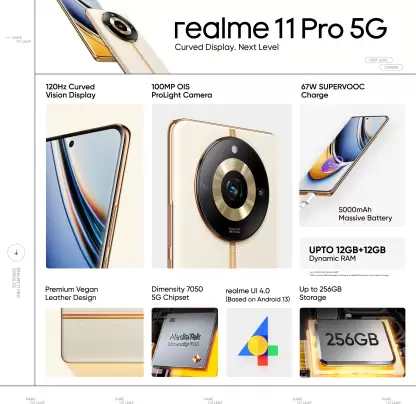 realme 11 Pro 5G
Curved Display. Next Level
120Hz Curved
Vision Display
100MP OIS
ProLight Camera
67W SUPERVOOC
Charge
5000mAh
Massive Battery
UPTO 12GB+12GB
Dynamic RAM
Premium Vegan
Leather Design
Dimensity 7050
5G Chipset
MediaTek
Dimensity 7050
realme UI 4.0
(Based on Android 13)
Up to 256GB
Storage
256GB